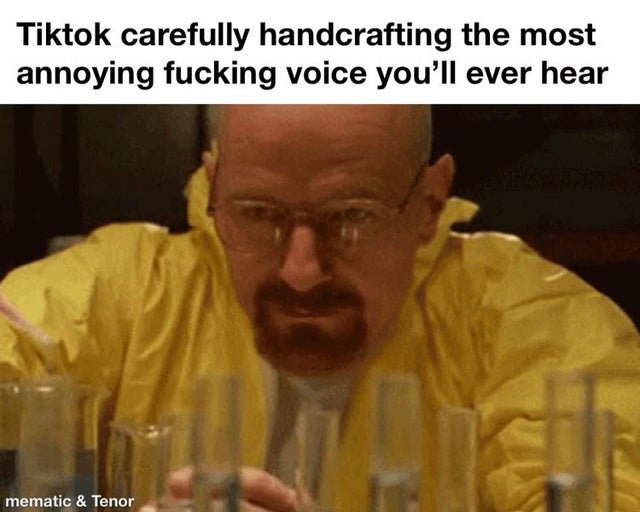 Tiktok carefully handcrafting the most
annoying fucking voice you'll ever hear
mematic & Tenor